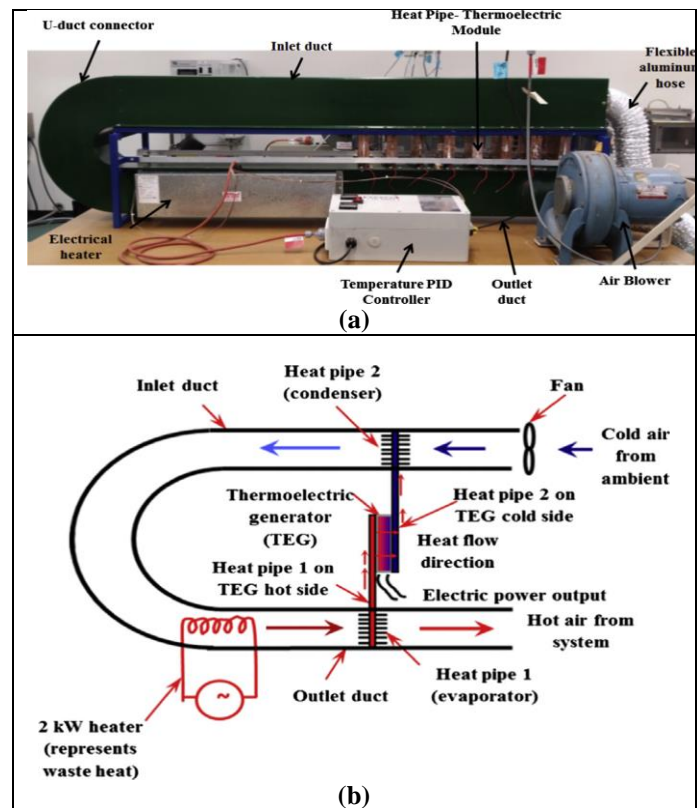 U-duct connector
Inlet duct
Heat Pipe- Thermoelectric
Module
Flexible
aluminum
hose
Electrical
heater
Temperature PID
Controller
Outlet
duct
Air Blower
(a)
Inlet duct
Heat pipe 2
(condenser)
Fan
Cold air
from
ambient
Thermoelectric
generator
(TEG)
Heat pipe 2 on
TEG cold side
Heat flow
direction
Heat pipe 1 on
TEG hot side
Electric power output
Hot air from
system
Outlet duct
Heat pipe 1
(evaporator)
2 kW heater
(represents
waste heat)
~
(b)